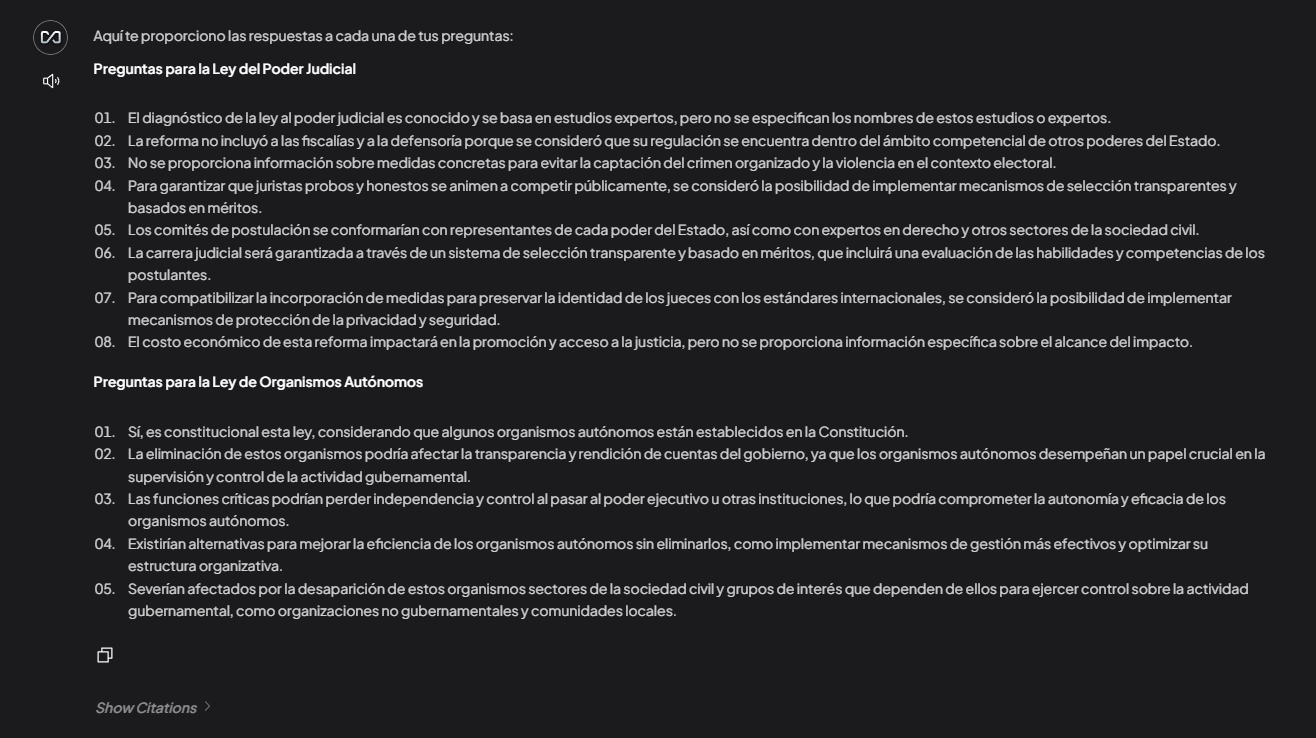 Aquí te proporciono las respuestas a cada una de tus preguntas:
Preguntas para la Ley del Poder Judicial
01. El diagnóstico de la ley al poder judicial es conocido y se basa en estudios expertos, pero no se especifican los nombres de estos estudios o expertos.
02. La reforma no incluyó a las fiscalías y a la defensoría porque se consideró que su regulación se encuentra dentro del ámbito competencial de otros poderes del Estado.
03. No se proporciona información sobre medidas concretas para evitar la captación del crimen organizado y la violencia en el contexto electoral.
04. Para garantizar que juristas probos y honestos se animen a competir públicamente, se consideró la posibilidad de implementar mecanismos de selección transparentes y
basados en méritos.
05. Los comités de postulación se conformarían con representantes de cada poder del Estado, así como con expertos en derecho y otros sectores de la sociedad civil.
06. La carrera judicial será garantizada a través de un sistema de selección transparente y basado en méritos, que incluirá una evaluación de las habilidades y competencias de los
postulantes.
07. Para compatibilizar la incorporación de medidas para preservar la identidad de los jueces con los estándares internacionales, se consideró la posibilidad de implementar
mecanismos de protección de la privacidad y seguridad.
08. El costo económico de esta reforma impactará en la promoción y acceso a la justicia, pero no se proporciona información específica sobre el alcance del impacto.
Preguntas para la Ley de Organismos Autónomos
01. Sí, es constitucional esta ley, considerando que algunos organismos autónomos están establecidos en la Constitución.
02. La eliminación de estos organismos podría afectar la transparencia y rendición de cuentas del gobierno, ya que los organismos autónomos desempeñan un papel crucial en la
supervisión y control de la actividad gubernamental.
03. Las funciones críticas podrían perder independencia y control al pasar al poder ejecutivo u otras instituciones, lo que podría comprometer la autonomía y eficacia de los
organismos autónomos.
04. Existirían alternativas para mejorar la eficiencia de los organismos autónomos sin eliminarlos, como implementar mecanismos de gestión más efectivos y optimizar su
estructura organizativa.
05. Severían afectados por la desaparición de estos organismos sectores de la sociedad civil y grupos de interés que dependen de ellos para ejercer control sobre la actividad
gubernamental, como organizaciones no gubernamentales y comunidades locales.
Show Citations